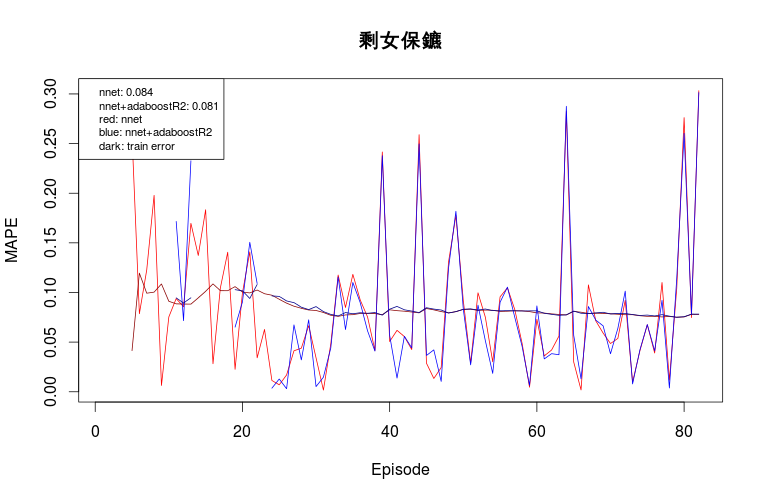 剩女保鑣
nnet: 0.084
nnet+adaboostR2: 0.081
red: nnet
blue: nnet+adaboostR2
dark: train error
MAPE
0.30
0.25
0.20
0.15
0.10
0.05
0.00
0 20 40 60 80
Episode